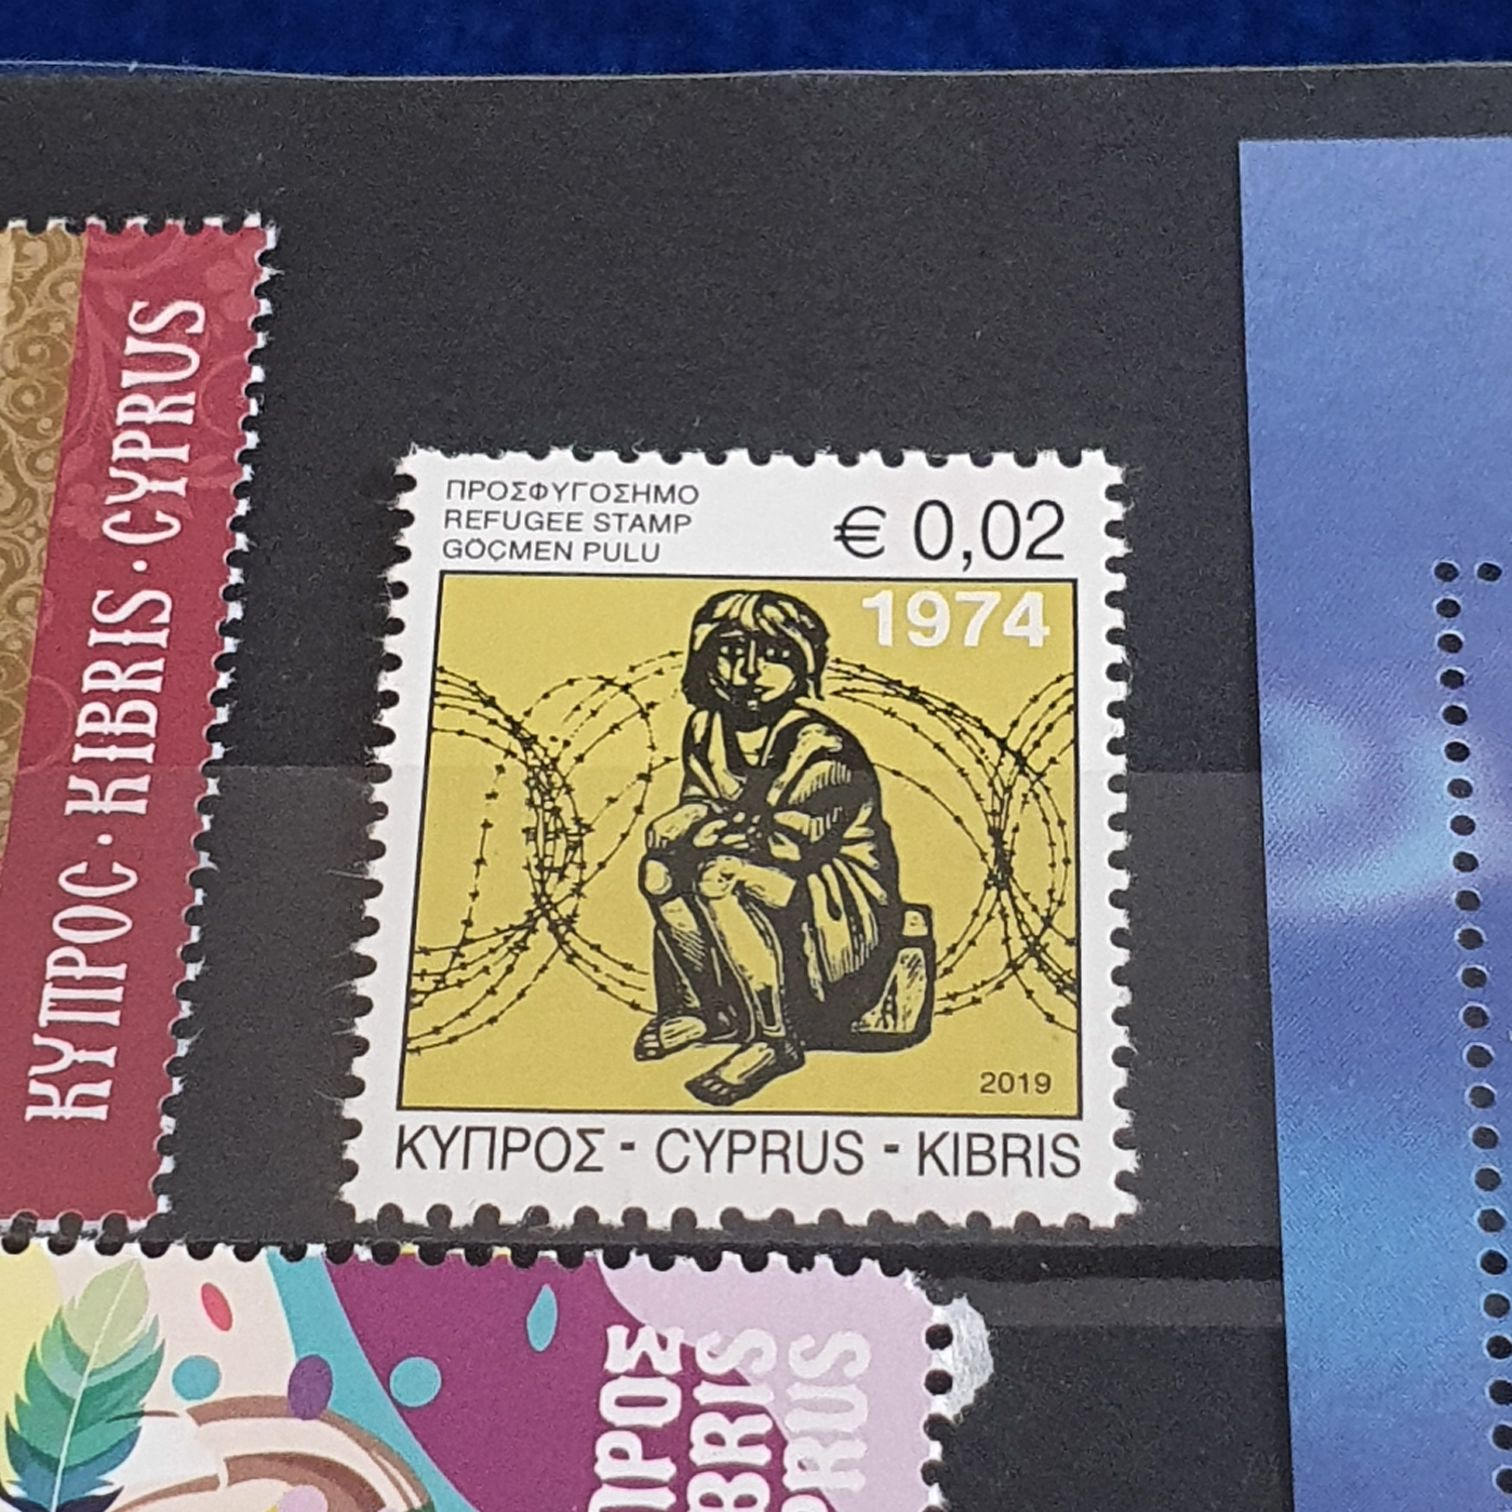 ΚΥΠΡΟΣ · KIBRIS · CYPRUS
ΠΡΟΣΦΥΓΟΣΗΜΟ
REFUGEE STAMP
GÖÇMEN PULU
€ 0,02
1974
2019
ΚΥΠΡΟΣ - CYPRUS - KIBRIS